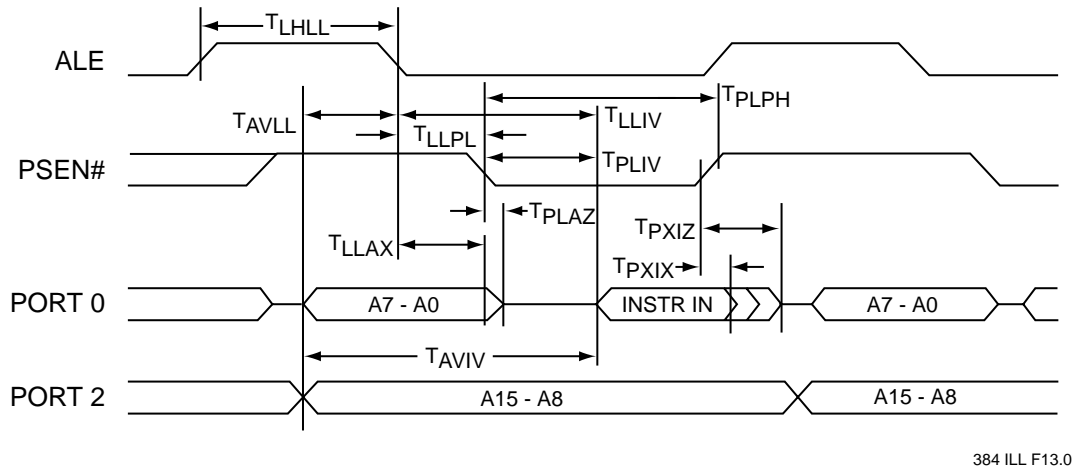 TLHLL
ALE
TPLPH
TAVLL
TLLIV
TLLPL
PSEN#
TPLIV
TPLAZ
TLLAX
TPXIZ
TPXIX
PORT 0
A7 - A0
INSTR IN
A7 - A0
TAVIV
PORT 2
A15 - A8
A15 - A8
384 ILL F13.0